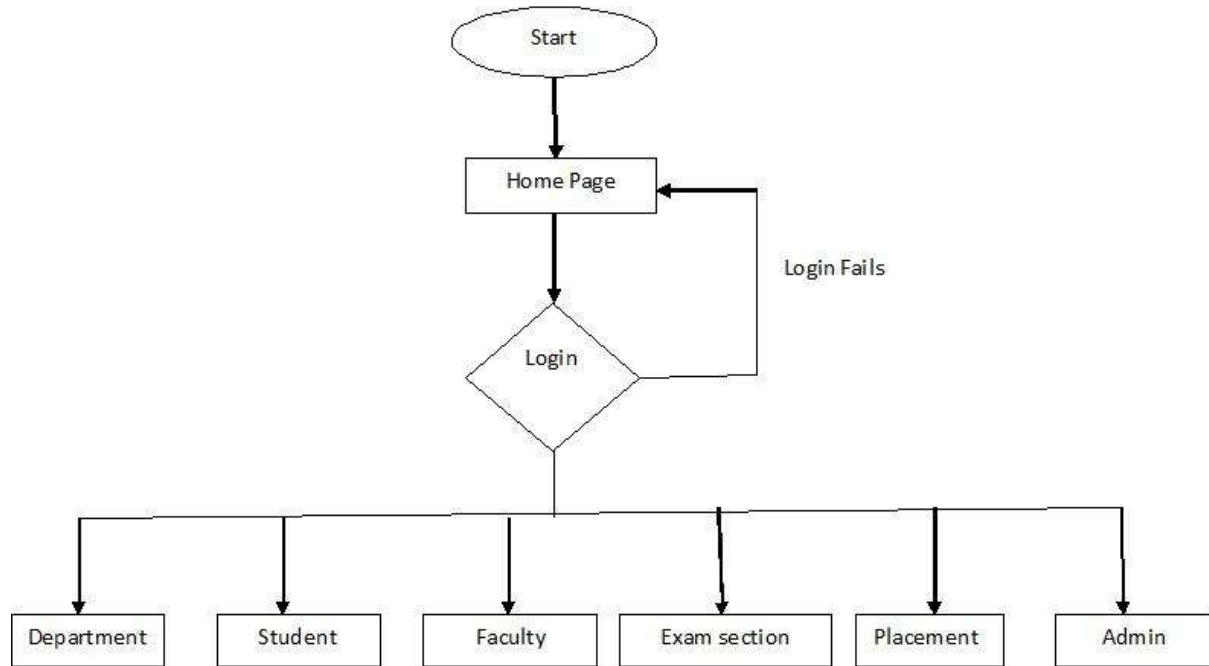 Start
Home Page
Login Fails
Login
Department
Student
Faculty
Exam section
Placement
Admin